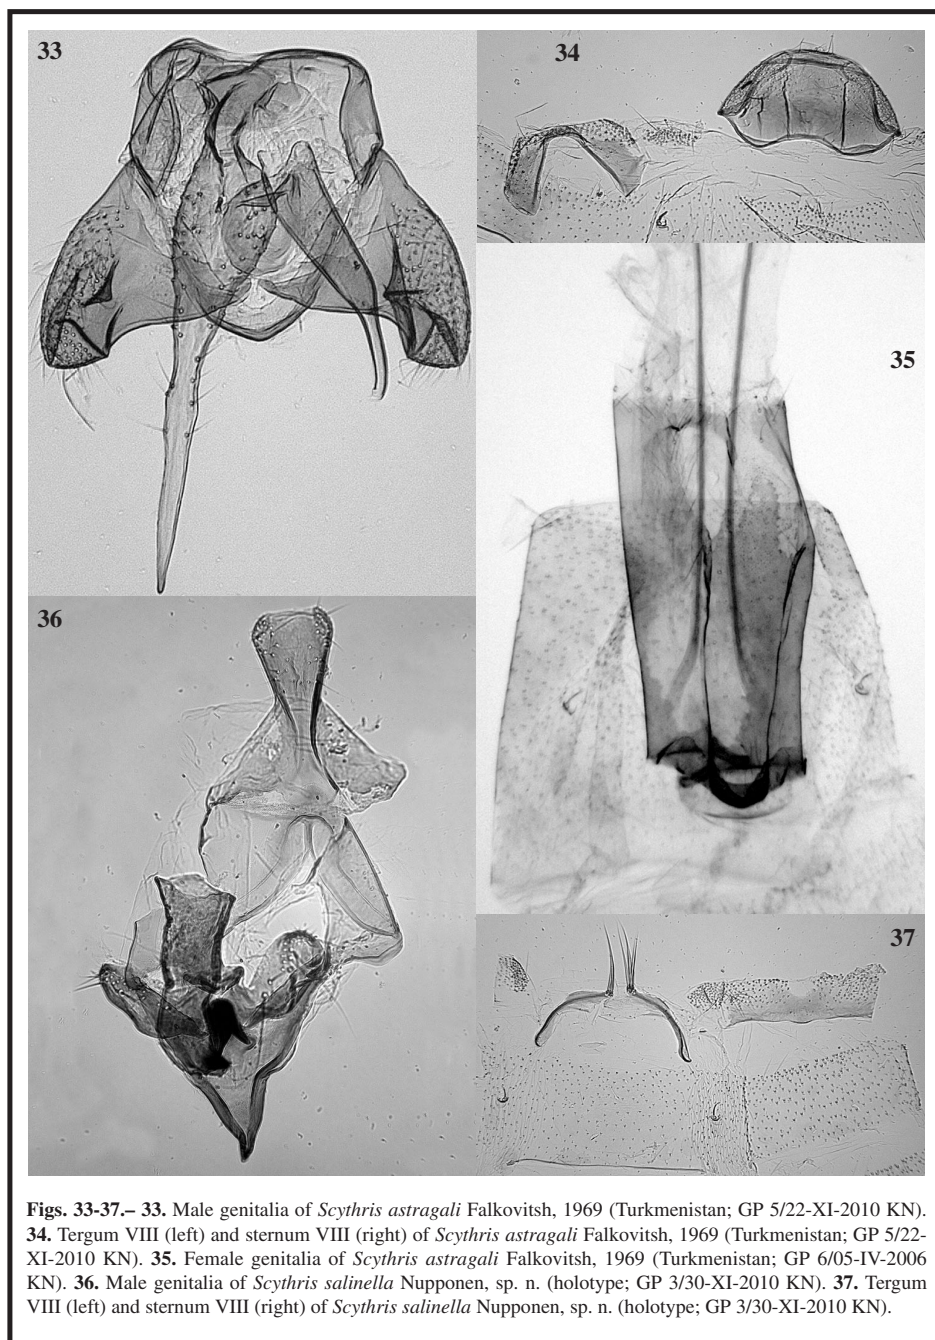 33
34
35
36
37
Figs. 33-37.– 33. Male genitalia of Scythris astragali Falkovitsh, 1969 (Turkmenistan; GP 5/22-XI-2010 KN).
34. Tergum VIII (left) and sternum VIII (right) of Scythris astragali Falkovitsh, 1969 (Turkmenistan; GP 5/22-
XI-2010 KN). 35. Female genitalia of Scythris astragali Falkovitsh, 1969 (Turkmenistan; GP 6/05-IV-2006
KN). 36. Male genitalia of Scythris salinella Nupponen, sp. n. (holotype; GP 3/30-XI-2010 KN). 37. Tergum
VIII (left) and sternum VIII (right) of Scythris salinella Nupponen, sp. n. (holotype; GP 3/30-XI-2010 KN).